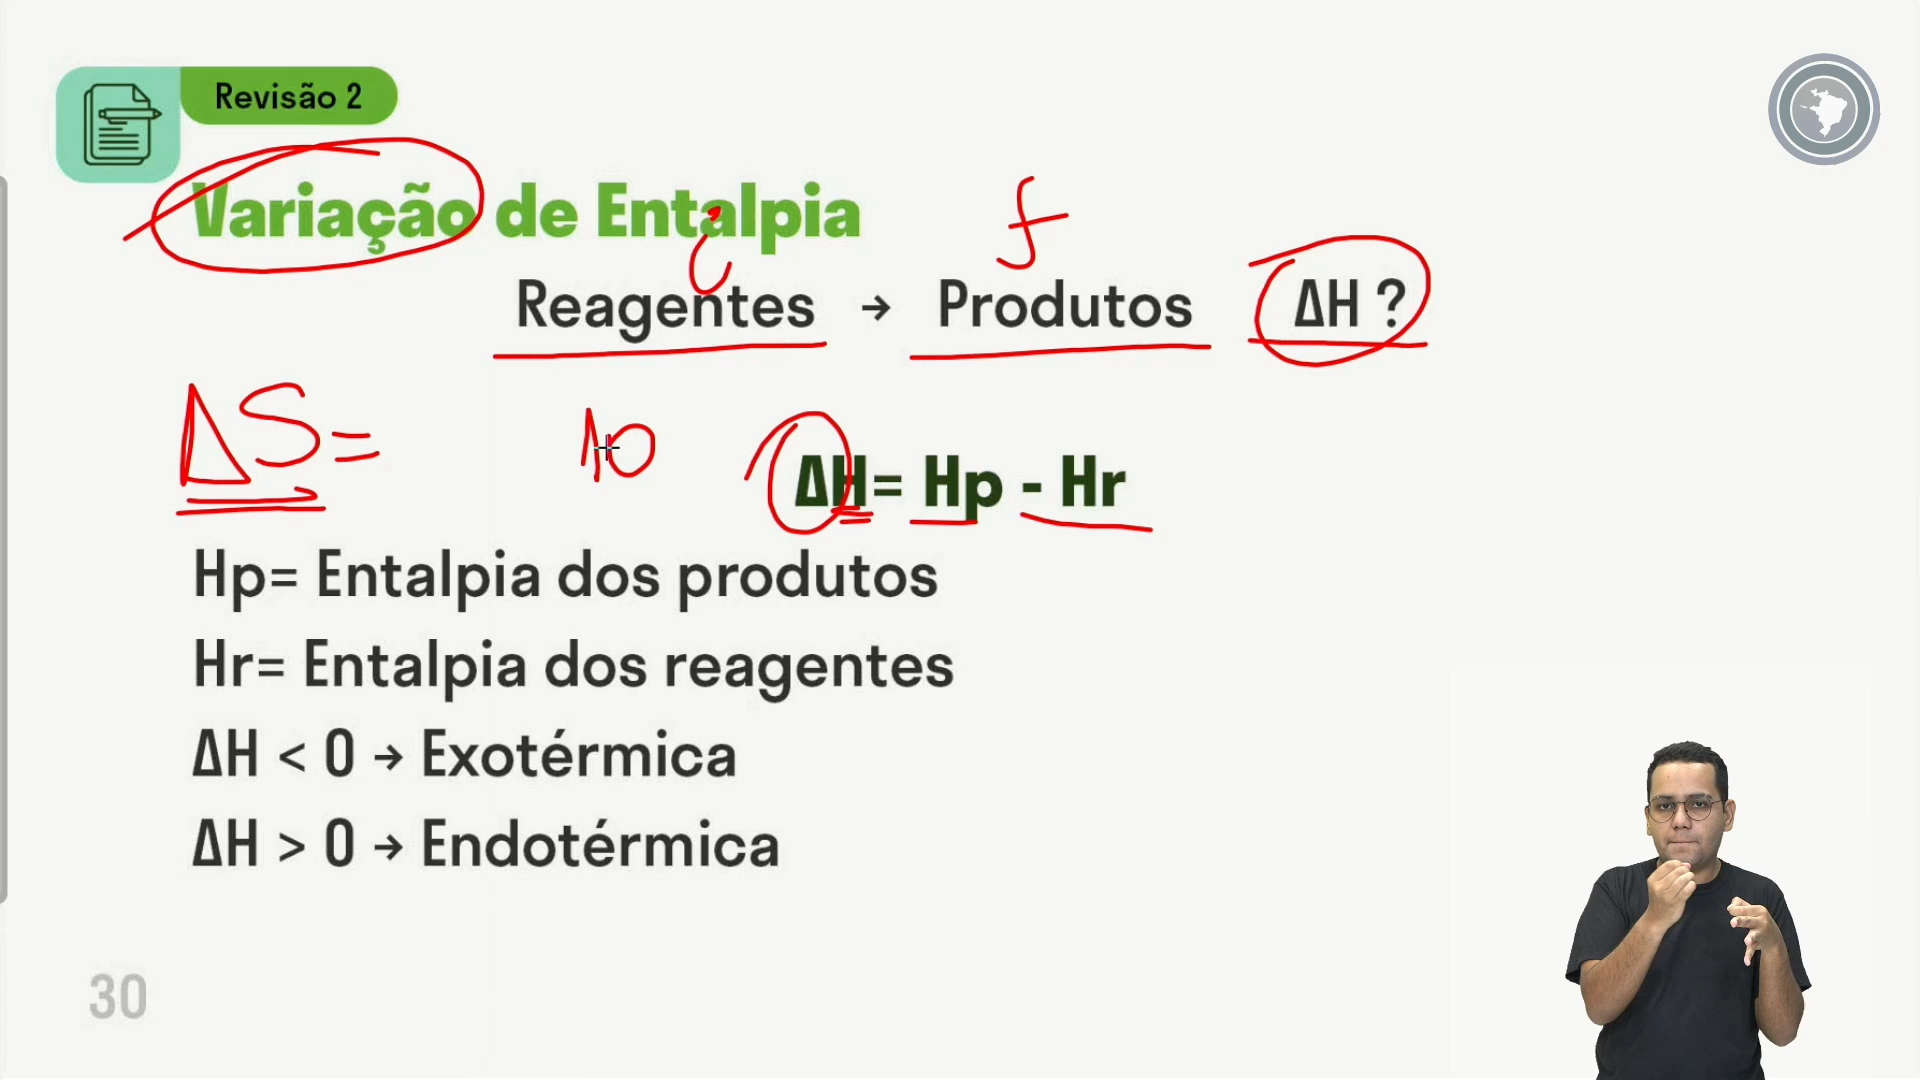 Revisão 2
Variação de Entalpia
i f
Reagentes → Produtos ΔH ?
ΔS= 10
ΔH= Hp - Hr
Hp= Entalpia dos produtos
Hr= Entalpia dos reagentes
ΔH < 0 → Exotérmica
ΔH > 0 → Endotérmica
30